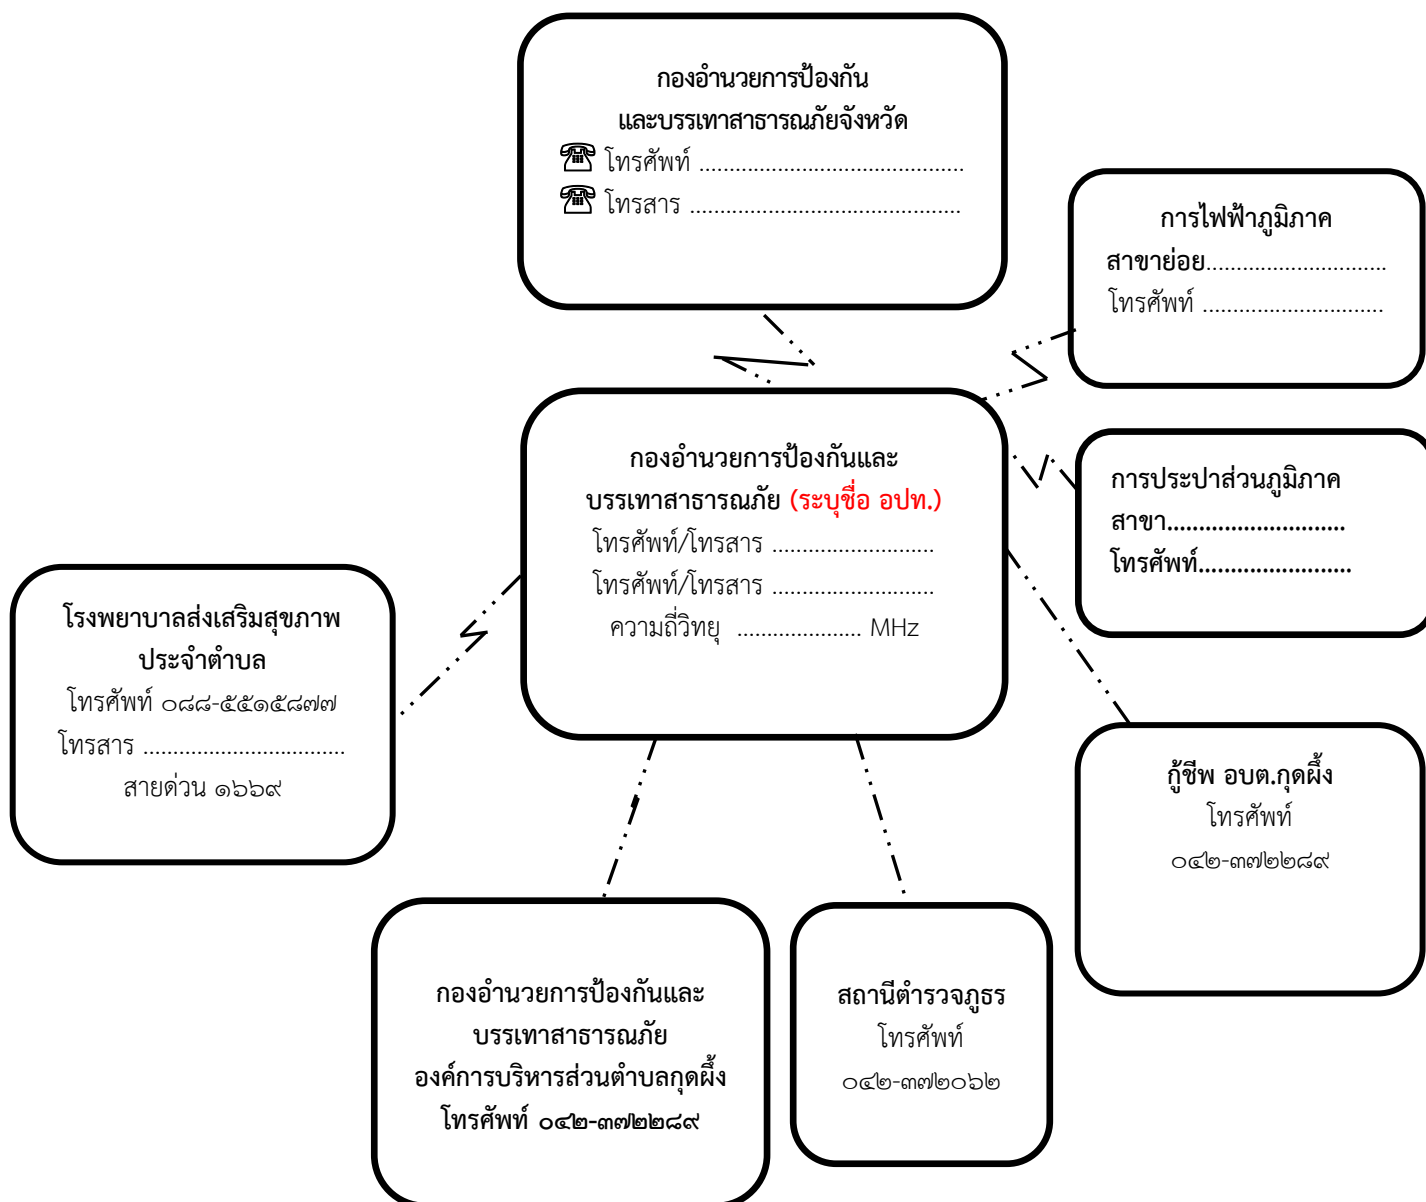 กองอำนวยการป้องกัน
และบรรเทาสาธารณภัยจังหวัด
☎ โทรศัพท์ ............................................
☎ โทรสาร .............................................
การไฟฟ้าภูมิภาค
สาขาย่อย..............................
โทรศัพท์ ..............................
กองอำนวยการป้องกันและ
บรรเทาสาธารณภัย (ระบุชื่อ อปท.)
โทรศัพท์/โทรสาร ...........................
โทรศัพท์/โทรสาร ...........................
ความถี่วิทยุ ..................... MHz
การประปาส่วนภูมิภาค
สาขา.............................
โทรศัพท์.........................
โรงพยาบาลส่งเสริมสุขภาพ
ประจำตำบล
โทรศัพท์ ๐๘๘-๕๕๑๕๘๗๗
โทรสาร ..................................
สายด่วน ๑๖๖๙
กู้ชีพ อบต.กุดผึ้ง
โทรศัพท์
๐๔๒-๓๗๒๒๘๙
กองอำนวยการป้องกันและ
บรรเทาสาธารณภัย
องค์การบริหารส่วนตำบลกุดผึ้ง
โทรศัพท์ ๐๔๒-๓๗๒๒๘๙
สถานีตำรวจภูธร
โทรศัพท์
๐๔๒-๓๗๒๐๖๒